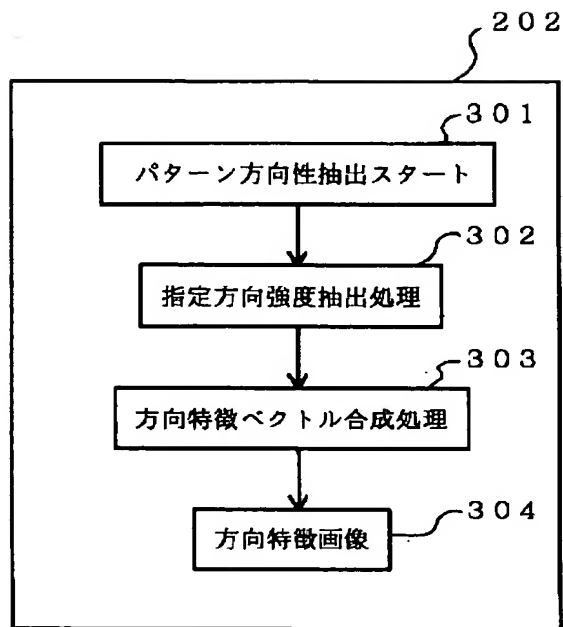 ２０２
３０１
パターン方向性抽出スタート
３０２
指定方向強度抽出処理
３０３
方向特徴ベクトル合成処理
３０４
方向特徴画像